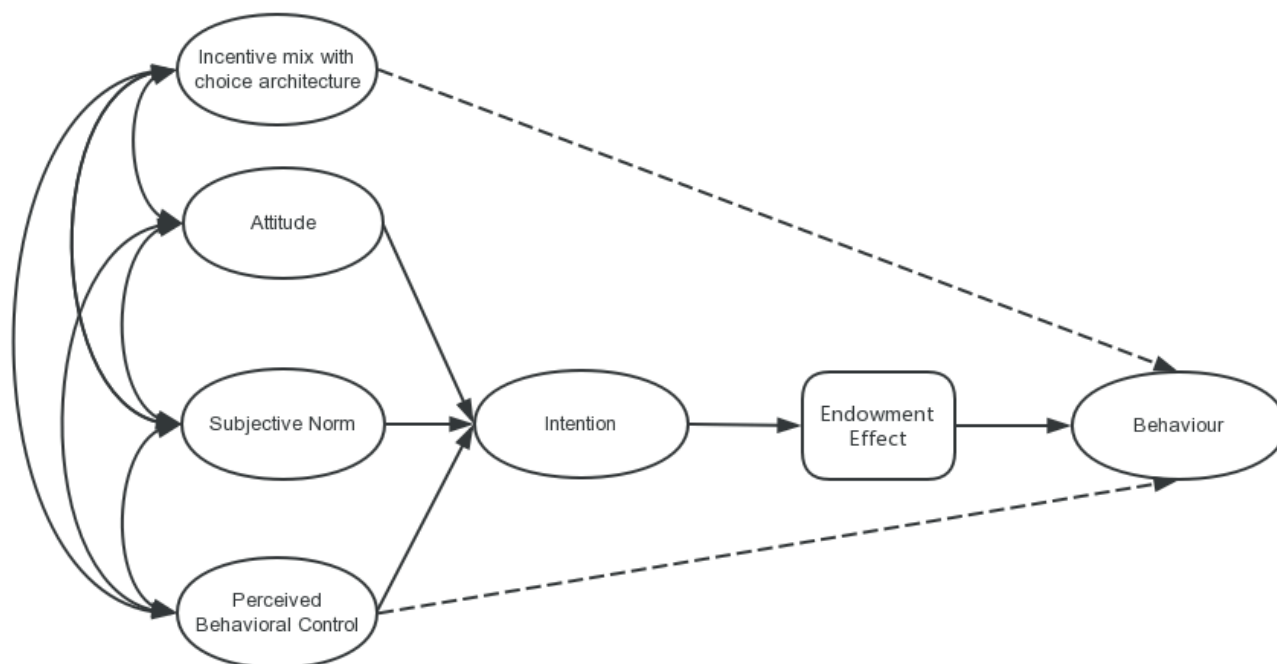 Incentive mix with
choice architecture
Attitude
Subjective Norm
Intention
Endowment
Effect
Behaviour
Perceived
Behavioral Control